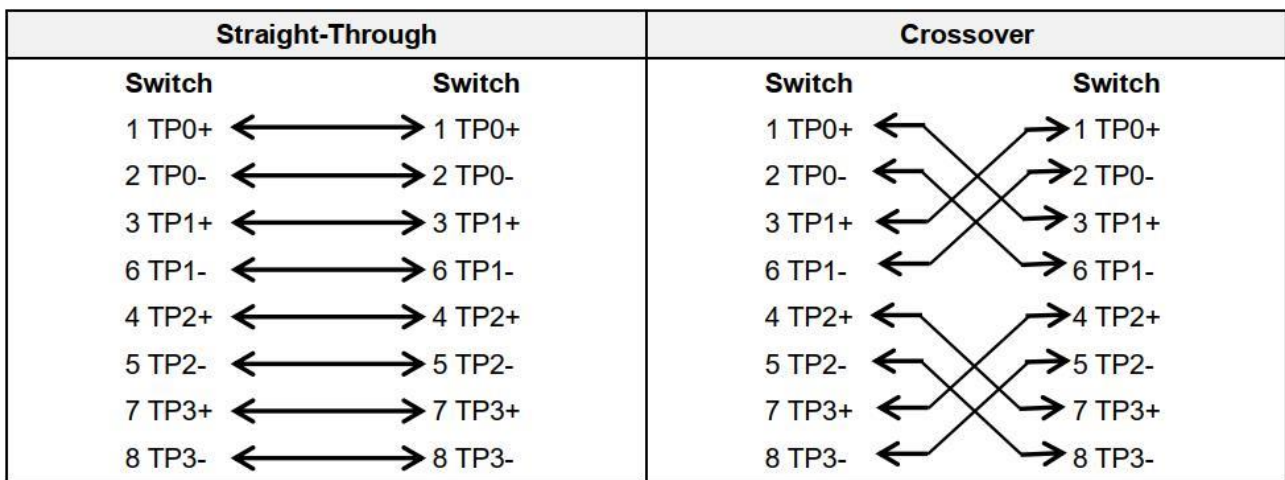 Straight-Through Crossover
Switch Switch Switch Switch
1 TP0+ 1 TP0+ 1 TP0+ 1 TP0+
2 TP0- 2 TP0- 2 TP0- 2 TP0-
3 TP1+ 3 TP1+ 3 TP1+ 3 TP1+
6 TP1- 6 TP1- 6 TP1- 6 TP1-
4 TP2+ 4 TP2+ 4 TP2+ 4 TP2+
5 TP2- 5 TP2- 5 TP2- 5 TP2-
7 TP3+ 7 TP3+ 7 TP3+ 7 TP3+
8 TP3- 8 TP3- 8 TP3- 8 TP3-